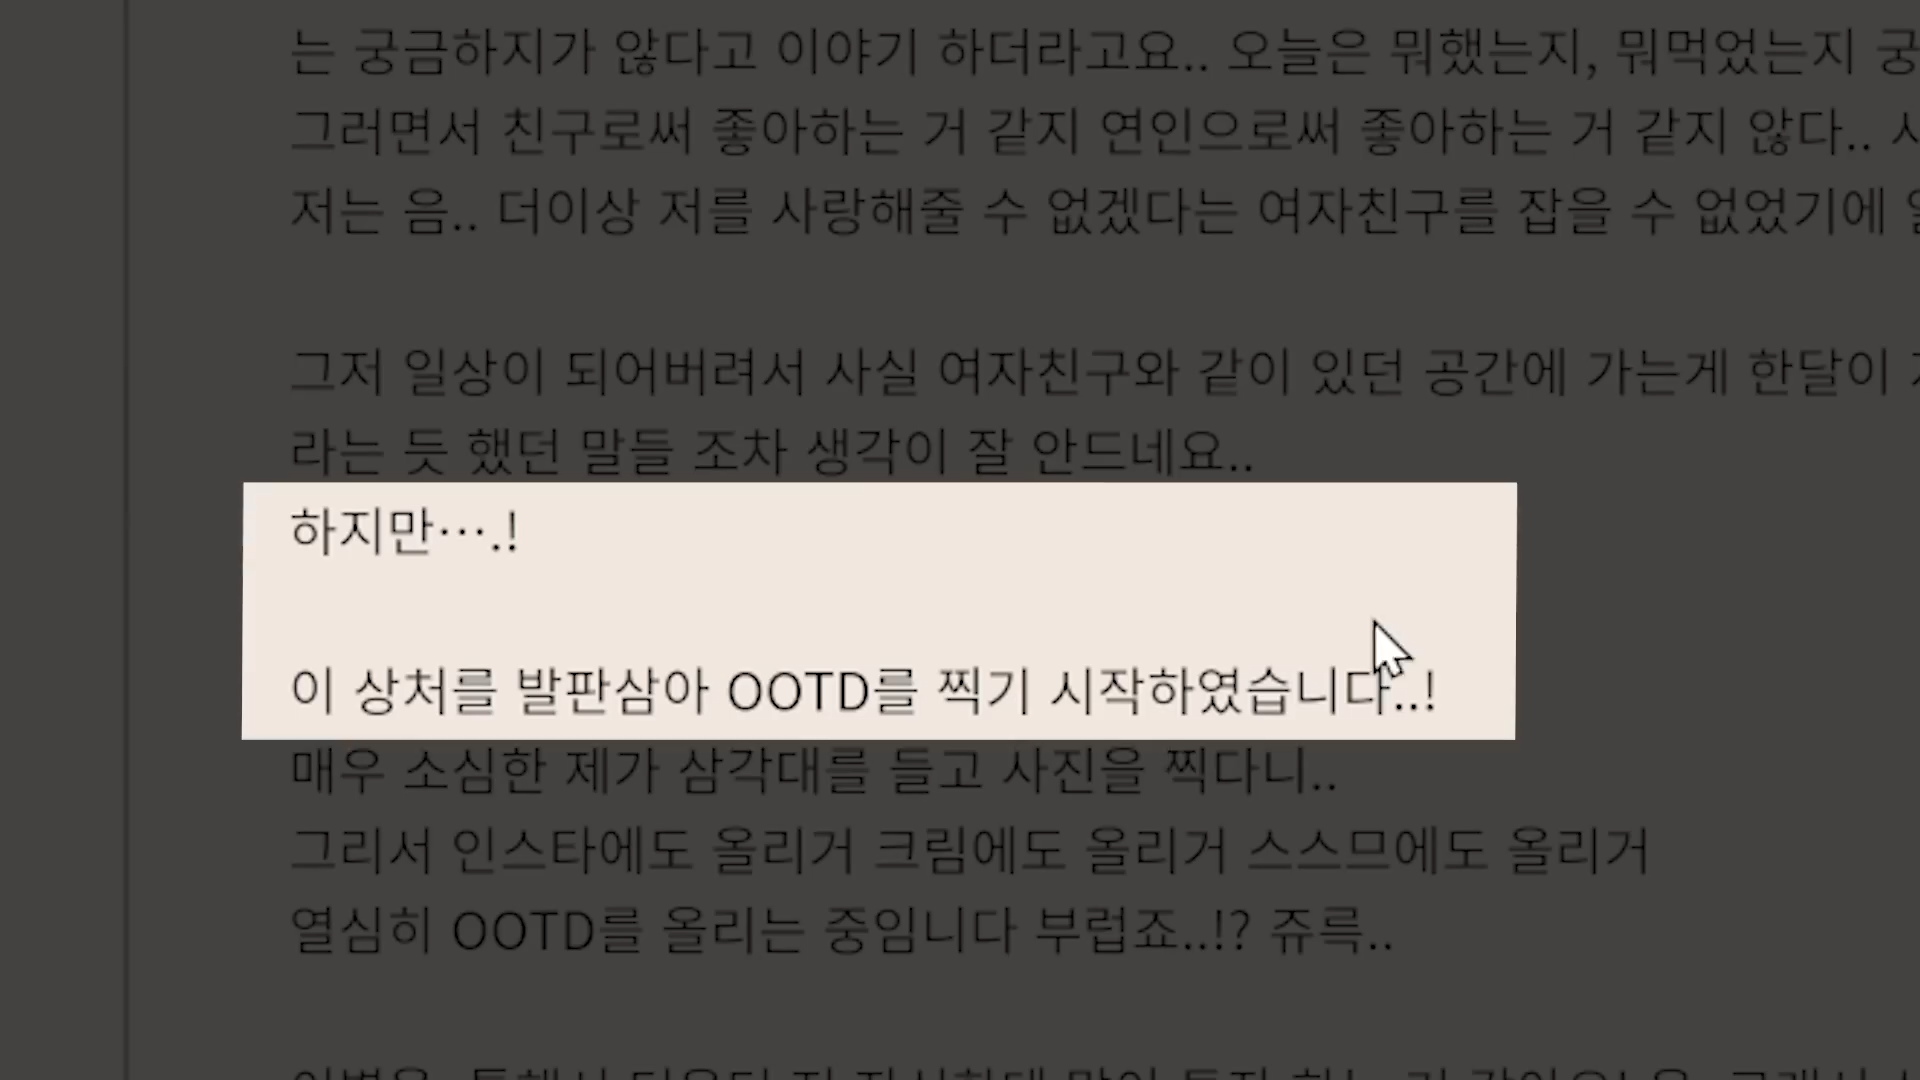 는 궁금하지가 않다고 이야기 하더라고요.. 오늘은 뭐했는지, 뭐먹었는지
그러면서 친구로써 좋아하는 거 같지 연인으로써 좋아하는 거 같지 않다..
저는 음.. 더이상 저를 사랑해줄 수 없겠다는 여자친구를 잡을 수 없었기에
그저 일상이 되어버려서 사실 여자친구와 같이 있던 공간에 가는게 한달이
라는 듯 했던 말들 조차 생각이 잘 안드네요..
하지만….!
이 상처를 발판삼아 OOTD를 찍기 시작하였습니다..!
매우 소심한 제가 삼각대를 들고 사진을 찍다니..
그리서 인스타에도 올리거 크림에도 올리거 스스므에도 올리거
열심히 OOTD를 올리는 중임니다 부럽죠..!? 쥬륵..